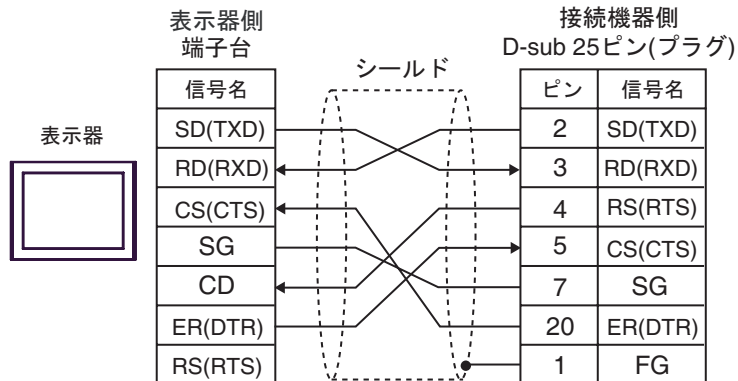 表示器側
端子台
接続機器側
D-sub 25ピン(プラグ)
シールド
表示器
信号名
ピン 信号名
SD(TXD)
2 SD(TXD)
RD(RXD)
3 RD(RXD)
CS(CTS)
4 RS(RTS)
SG
5 CS(CTS)
CD
7 SG
ER(DTR)
20 ER(DTR)
RS(RTS)
1 FG